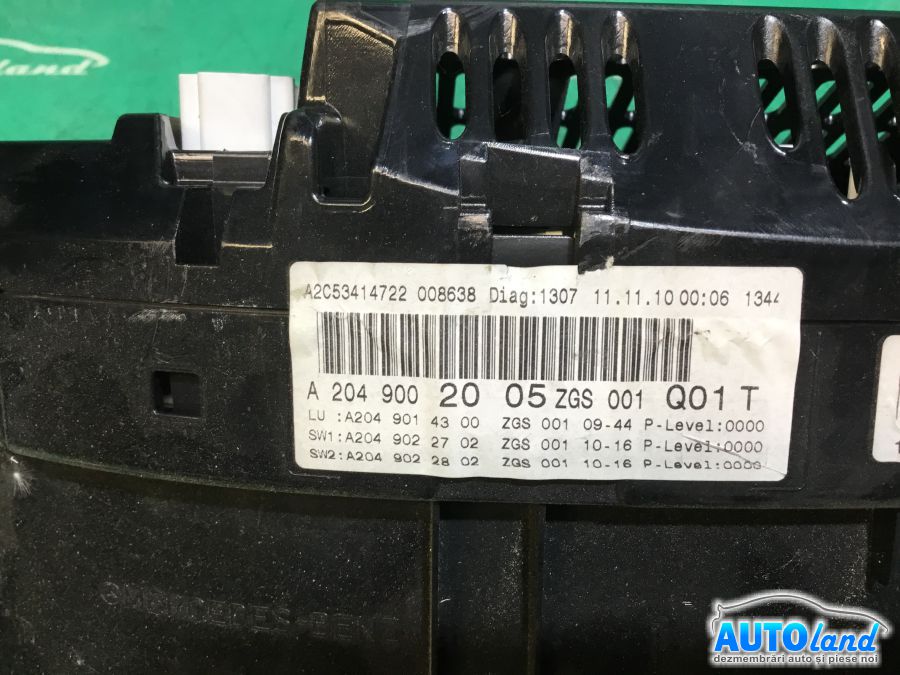 land
A2C53414722 008638 Diag:1307 11.11.10 00:06 1344
A 204 900 20 05 ZGS 001 Q01 T
LU :A204 901 43 00 ZGS 001 09-44 P-Level:0000
SW1:A204 902 27 02 ZGS 001 10-16 P-Level:0000
SW2:A204 902 28 02 ZGS 001 10-16 P-Level:0000
AUTOland
dezmembrări auto și piese noi